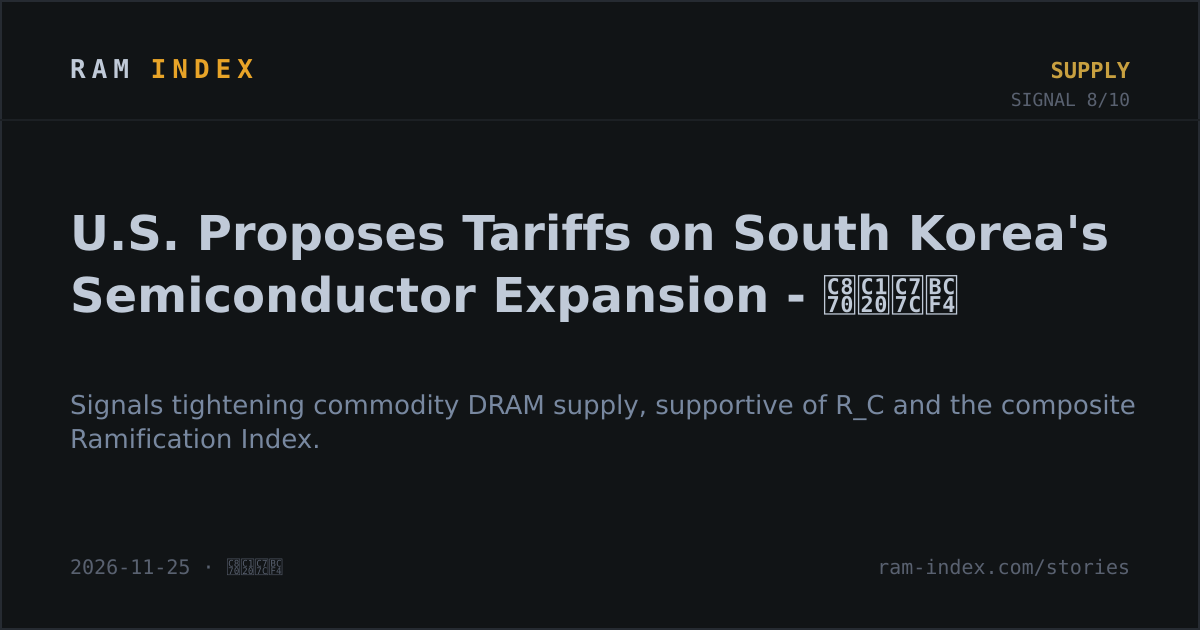 RAM INDEX
SUPPLY
SIGNAL 8/10
U.S. Proposes Tariffs on South Korea's
Semiconductor Expansion -
Signals tightening commodity DRAM supply, supportive of R_C and the composite
Ramification Index.
2026-11-25 ·
ram-index.com/stories